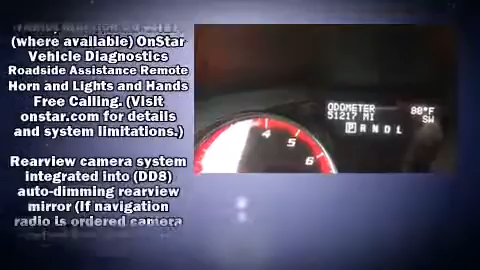 (where available) OnStar
Vehicle Diagnostics
Roadside Assistance Remote
Horn and Lights and Hands
Free Calling. (Visit
onstar.com for details
and system limitations.)
Rearview camera system
integrated into (DD8)
auto-dimming rearview
mirror (If navigation
radio is ordered camera
ODOMETER 88°F
51217 MI SW
P R N D L
4
5
6